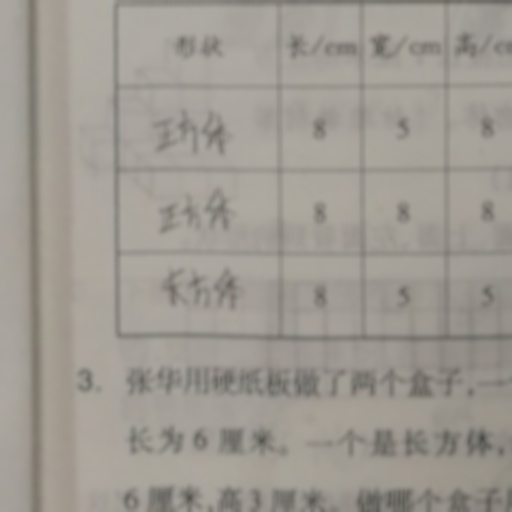 形状 长/cm 宽/cm 高/cm
正方体 8 5 8
正方体 8 8 8
长方体 8 5 5
3. 张华用硬纸板做了两个盒子,一
长为6厘米。一个是长方体,
6厘米,高3厘米。做哪个盒子